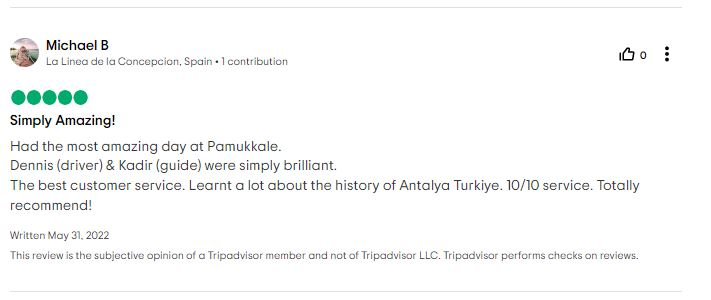 Michael B
La Linea de la Concepcion, Spain • 1 contribution
0
Simply Amazing!
Had the most amazing day at Pamukkale.
Dennis (driver) & Kadir (guide) were simply brilliant.
The best customer service. Learnt a lot about the history of Antalya Turkiye. 10/10 service. Totally
recommend!
Written May 31, 2022
This review is the subjective opinion of a Tripadvisor member and not of Tripadvisor LLC. Tripadvisor performs checks on reviews.